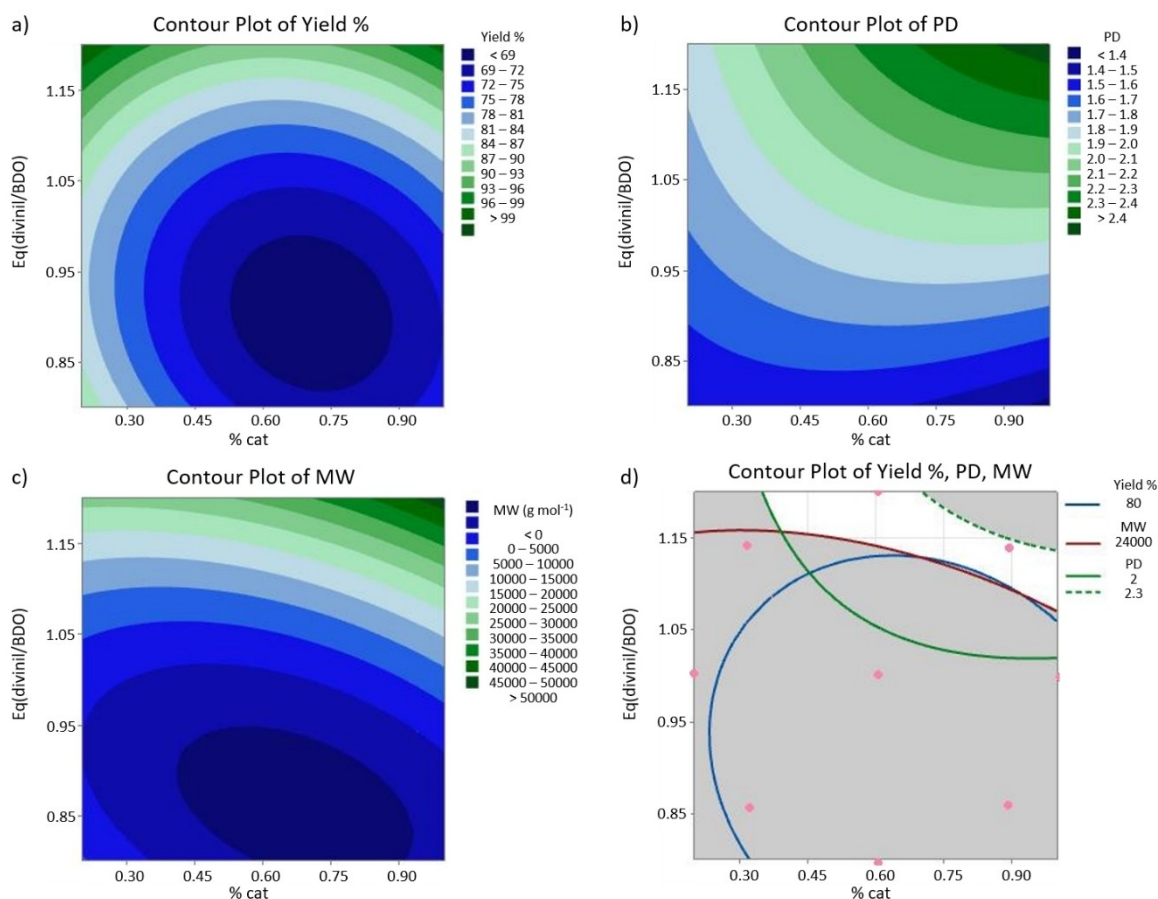 a)
Contour Plot of Yield %
Eq(divinil/BDO)
1.15
1.05
0.95
0.85
0.30 0.45 0.60 0.75 0.90
% cat
Yield %
< 69
69 – 72
72 – 75
75 – 78
78 – 81
81 – 84
84 – 87
87 – 90
90 – 93
93 – 96
96 – 99
> 99
b)
Contour Plot of PD
Eq(divinil/BDO)
1.15
1.05
0.95
0.85
0.30 0.45 0.60 0.75 0.90
% cat
PD
< 1.4
1.4 – 1.5
1.5 – 1.6
1.6 – 1.7
1.7 – 1.8
1.8 – 1.9
1.9 – 2.0
2.0 – 2.1
2.1 – 2.2
2.2 – 2.3
2.3 – 2.4
> 2.4
c)
Contour Plot of MW
Eq(divinil/BDO)
1.15
1.05
0.95
0.85
0.30 0.45 0.60 0.75 0.90
% cat
MW (g mol⁻¹)
< 0
0 – 5000
5000 – 10000
10000 – 15000
15000 – 20000
20000 – 25000
25000 – 30000
30000 – 35000
35000 – 40000
40000 – 45000
45000 – 50000
> 50000
d)
Contour Plot of Yield %, PD, MW
Eq(divinil/BDO)
1.15
1.05
0.95
0.85
0.30 0.45 0.60 0.75 0.90
% cat
Yield %
80
MW
24000
PD
2
2.3